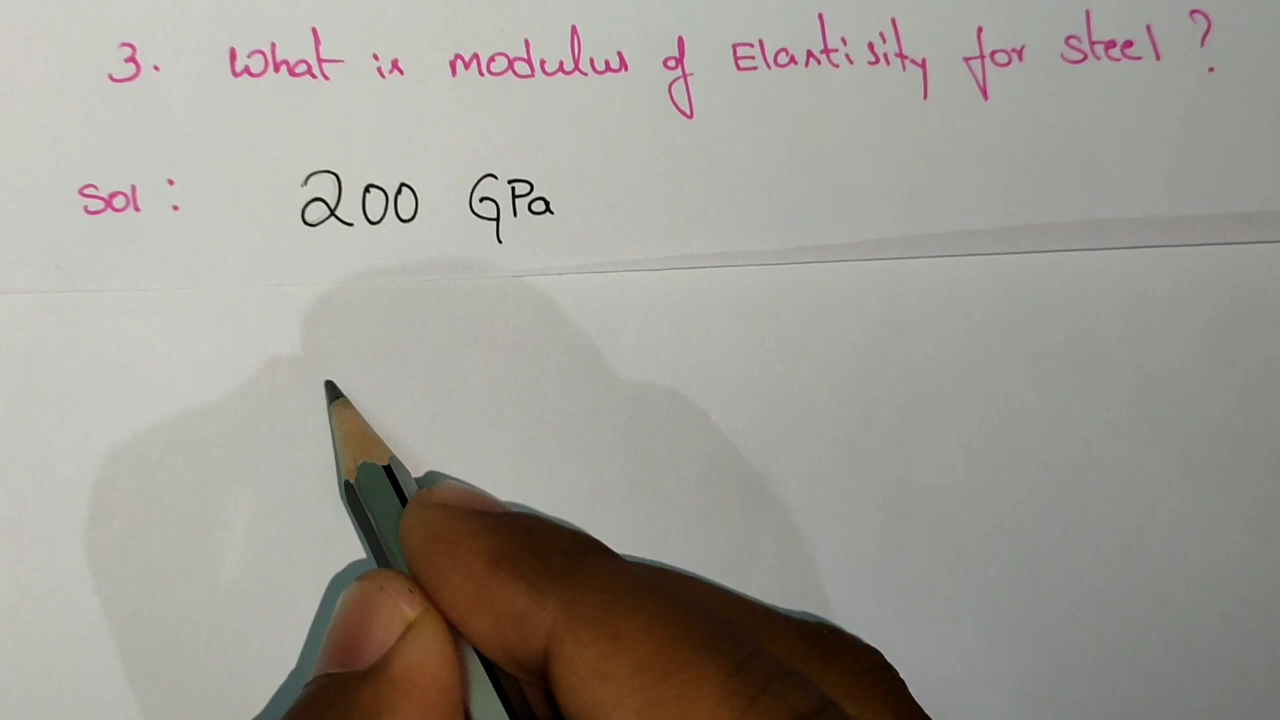 3. What is modulus of Elastisity for steel ?
Sol : 200 GPa